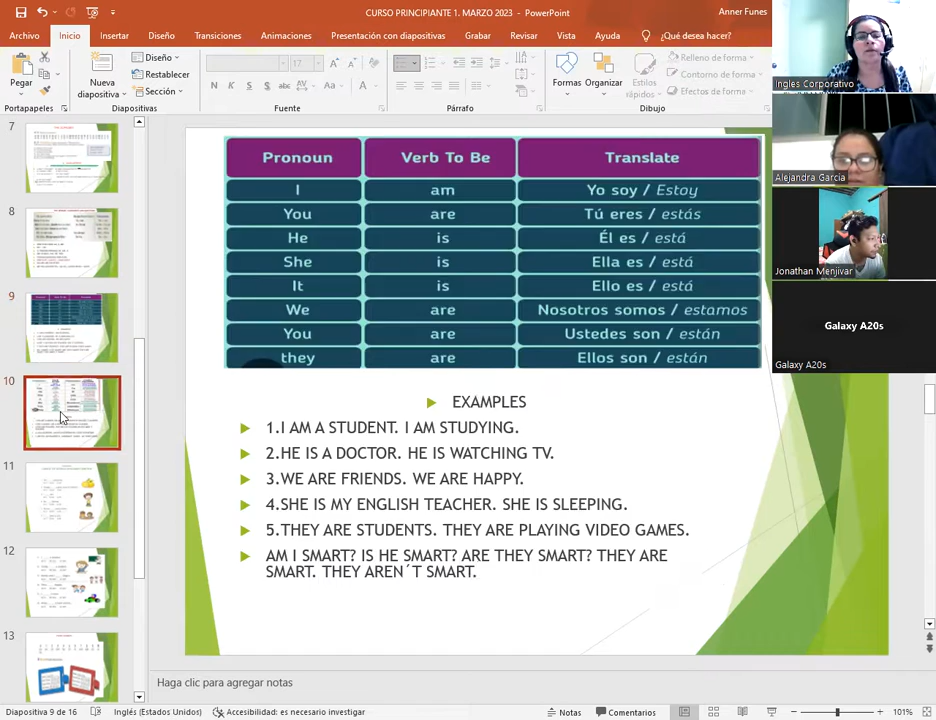 CURSO PRINCIPIANTE 1. MARZO 2023 - PowerPoint
Anner Funes
Archivo Inicio Insertar Diseño Transiciones Animaciones Presentación con diapositivas Grabar Revisar Vista Ayuda ¿Qué desea hacer?
Pegar
Nueva diapositiva
Diseño
Restablecer
Sección
17
N K S
Formas
Organizar
Estilos rápidos
Relleno de forma
Contorno de forma
Efectos de forma
Portapapeles Diapositivas Fuente Párrafo Dibujo
Ingles Corporativo
Alejandra Garcia
Jonathan Menjivar
Galaxy A20s
Galaxy A20s
7
8
9
10
11
12
13
Pronoun Verb To Be Translate
I am Yo soy / Estoy
You are Tú eres / estás
He is Él es / está
She is Ella es / está
It is Ello es / está
We are Nosotros somos / estamos
You are Ustedes son / están
they are Ellos son / están
EXAMPLES
1.I AM A STUDENT. I AM STUDYING.
2.HE IS A DOCTOR. HE IS WATCHING TV.
3.WE ARE FRIENDS. WE ARE HAPPY.
4.SHE IS MY ENGLISH TEACHER. SHE IS SLEEPING.
5.THEY ARE STUDENTS. THEY ARE PLAYING VIDEO GAMES.
AM I SMART? IS HE SMART? ARE THEY SMART? THEY ARE
SMART. THEY AREN´T SMART.
Haga clic para agregar notas
Diapositiva 9 de 16 Inglés (Estados Unidos) Accesibilidad: es necesario investigar Notas Comentarios 101%